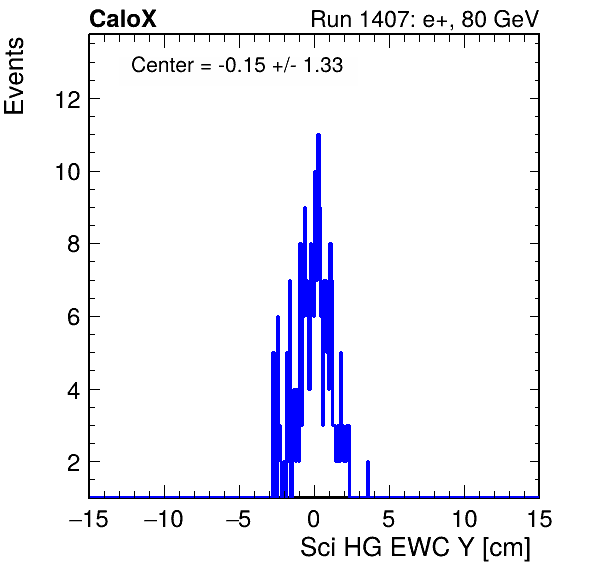 CaloX Run 1407: e+, 80 GeV
Center = -0.15 +/- 1.33
Events
12
10
8
6
4
2
−15 −10 −5 0 5 10 15
Sci HG EWC Y [cm]